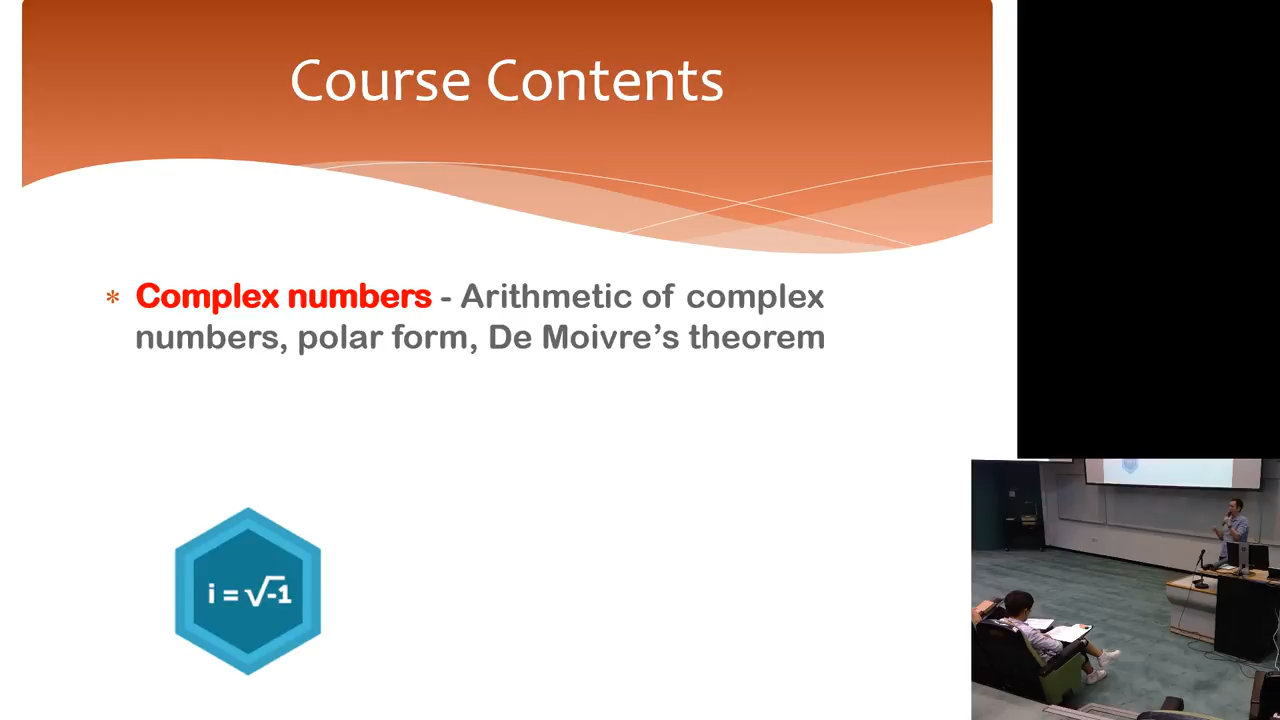 Course Contents
* Complex numbers - Arithmetic of complex
numbers, polar form, De Moivre's theorem
i = √-1